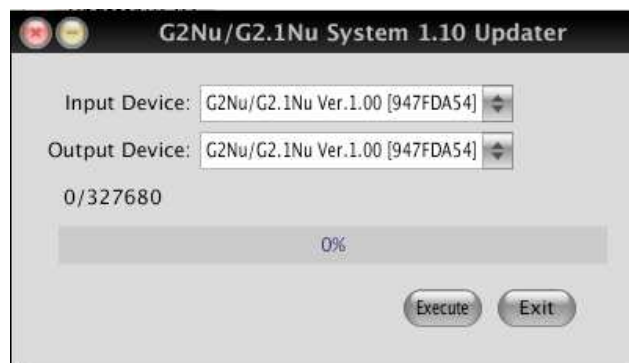 G2Nu/G2.1Nu System 1.10 Updater
Input Device: G2Nu/G2.1Nu Ver.1.00 [947FDA54]
Output Device: G2Nu/G2.1Nu Ver.1.00 [947FDA54]
0/327680
0%
Execute Exit